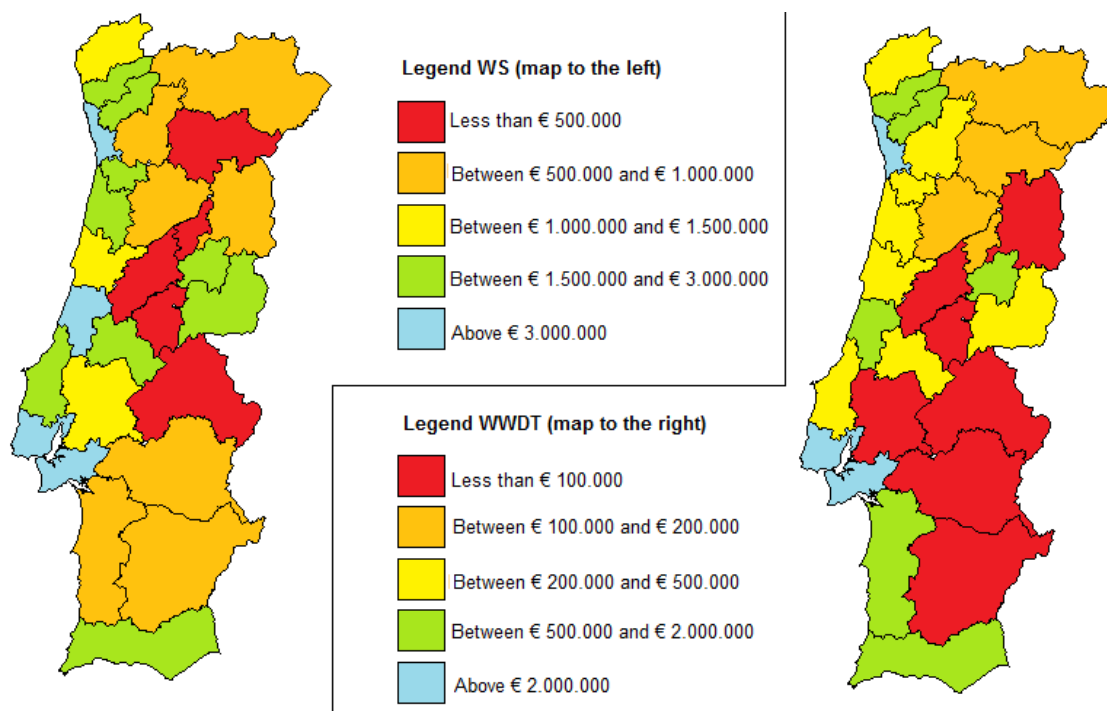 Legend WS (map to the left)
Less than € 500.000
Between € 500.000 and € 1.000.000
Between € 1.000.000 and € 1.500.000
Between € 1.500.000 and € 3.000.000
Above € 3.000.000
Legend WWDT (map to the right)
Less than € 100.000
Between € 100.000 and € 200.000
Between € 200.000 and € 500.000
Between € 500.000 and € 2.000.000
Above € 2.000.000